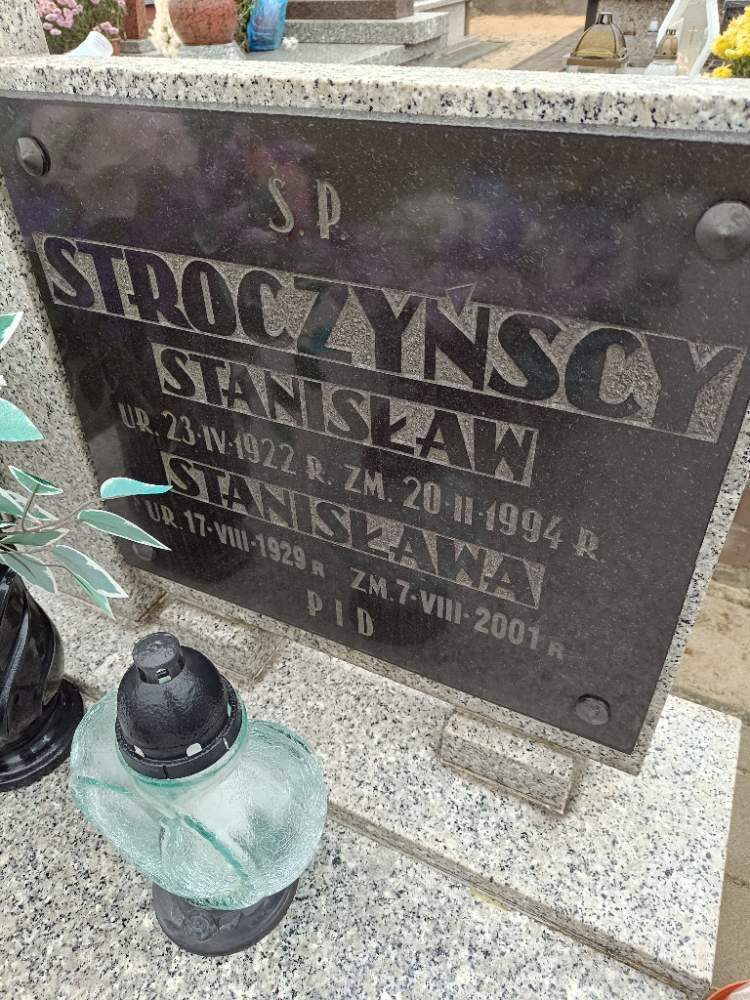 S. P.
STROCZYŃSCY
STANISŁAW
UR. 23·IV·1922 R. ZM. 20·II·1994 R.
STANISŁAWA
UR. 17·VIII·1929 R ZM. 7·VIII·2001 R
P I D